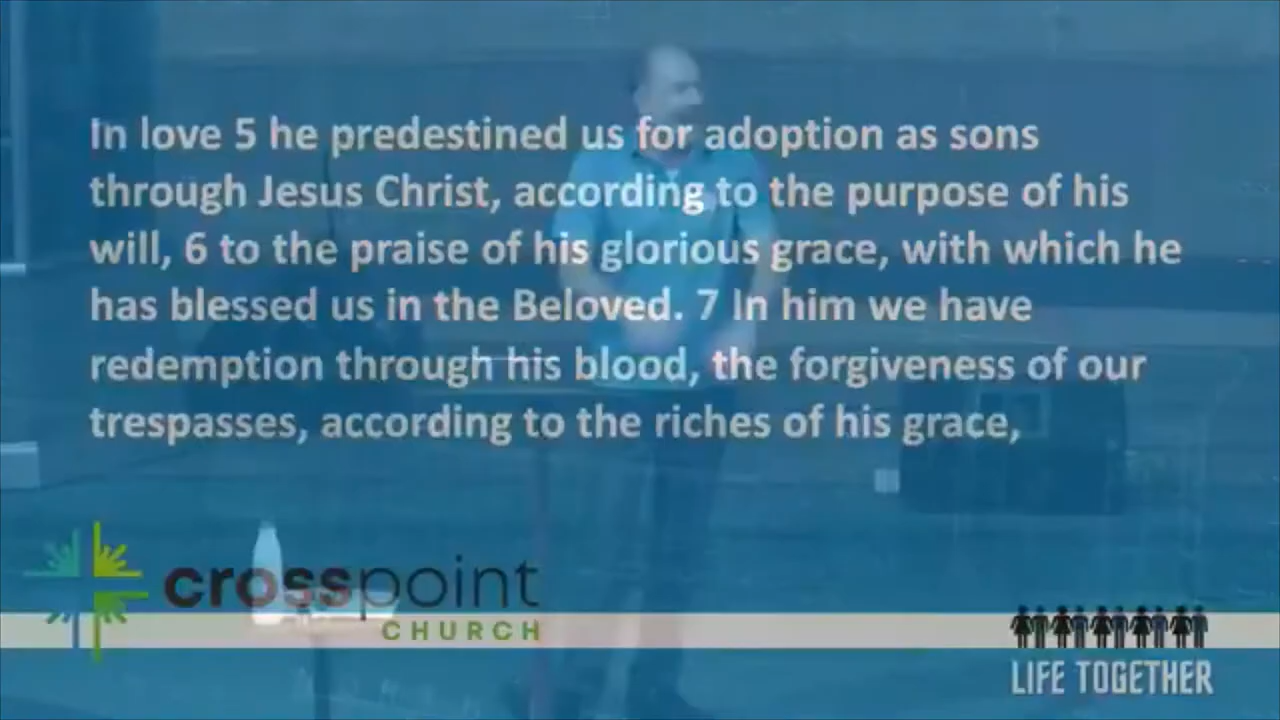 In love 5 he predestined us for adoption as sons
through Jesus Christ, according to the purpose of his
will, 6 to the praise of his glorious grace, with which he
has blessed us in the Beloved. 7 In him we have
redemption through his blood, the forgiveness of our
trespasses, according to the riches of his grace,
crosspoint
CHURCH
LIFE TOGETHER